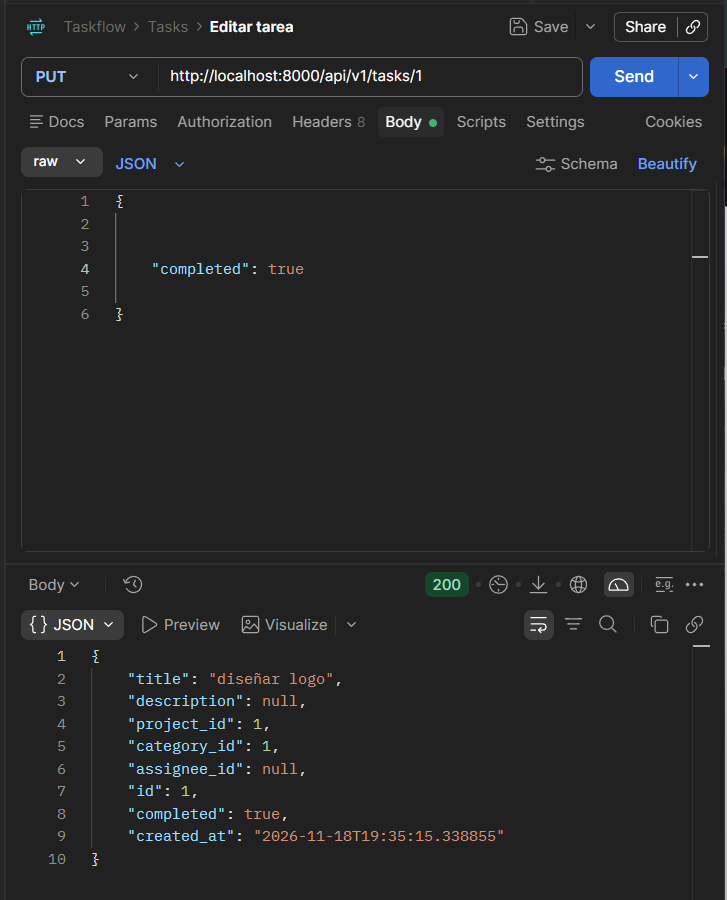 HTTP Taskflow > Tasks > Editar tarea Save Share
PUT http://localhost:8000/api/v1/tasks/1 Send
Docs Params Authorization Headers 8 Body Scripts Settings Cookies
raw JSON Schema Beautify
1 {
2
3
4 "completed": true
5
6 }
Body 200 e.g.
{} JSON Preview Visualize
1 {
2 "title": "diseñar logo",
3 "description": null,
4 "project_id": 1,
5 "category_id": 1,
6 "assignee_id": null,
7 "id": 1,
8 "completed": true,
9 "created_at": "2026-11-18T19:35:15.338855"
10 }